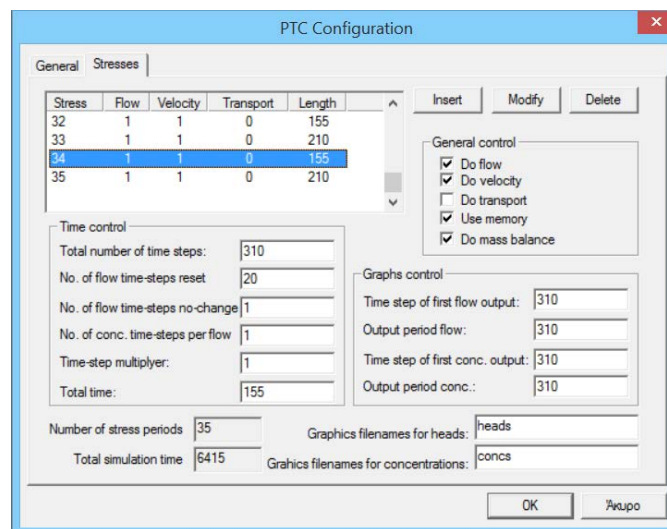 PTC Configuration
General Stresses
Stress Flow Velocity Transport Length
32 1 1 0 155
33 1 1 0 210
34 1 1 0 155
35 1 1 0 210
Insert Modify Delete
General control
Do flow
Do velocity
Do transport
Use memory
Do mass balance
Time control
Total number of time steps: 310
No. of flow time-steps reset 20
No. of flow time-steps no-change 1
No. of conc. time-steps per flow 1
Time-step multiplyer: 1
Total time: 155
Graphs control
Time step of first flow output: 310
Output period flow: 310
Time step of first conc. output: 310
Output period conc.: 310
Number of stress periods 35
Total simulation time 6415
Graphics filenames for heads: heads
Grahics filenames for concentrations: concs
OK Άκυρο